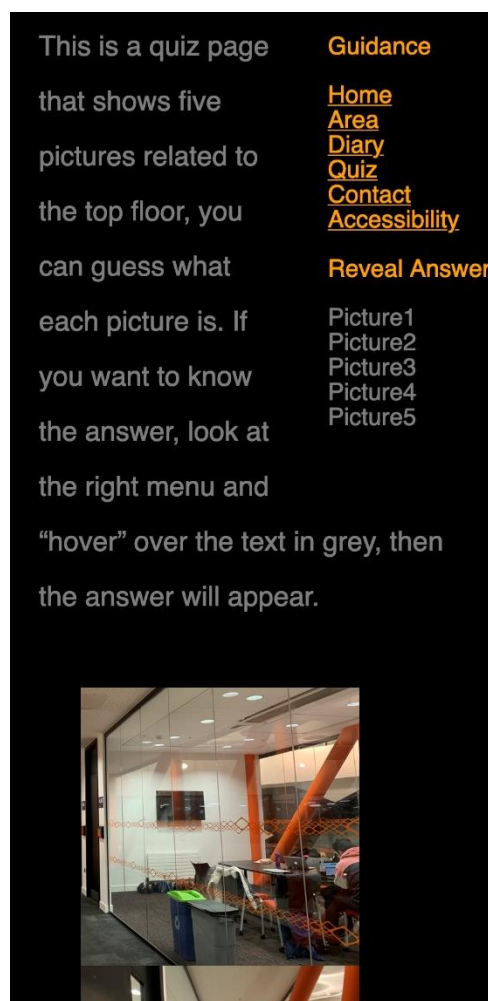 This is a quiz page
that shows five
pictures related to
the top floor, you
can guess what
each picture is. If
you want to know
the answer, look at
the right menu and
“hover” over the text in grey, then
the answer will appear.
Guidance
Home
Area
Diary
Quiz
Contact
Accessibility
Reveal Answer
Picture1
Picture2
Picture3
Picture4
Picture5